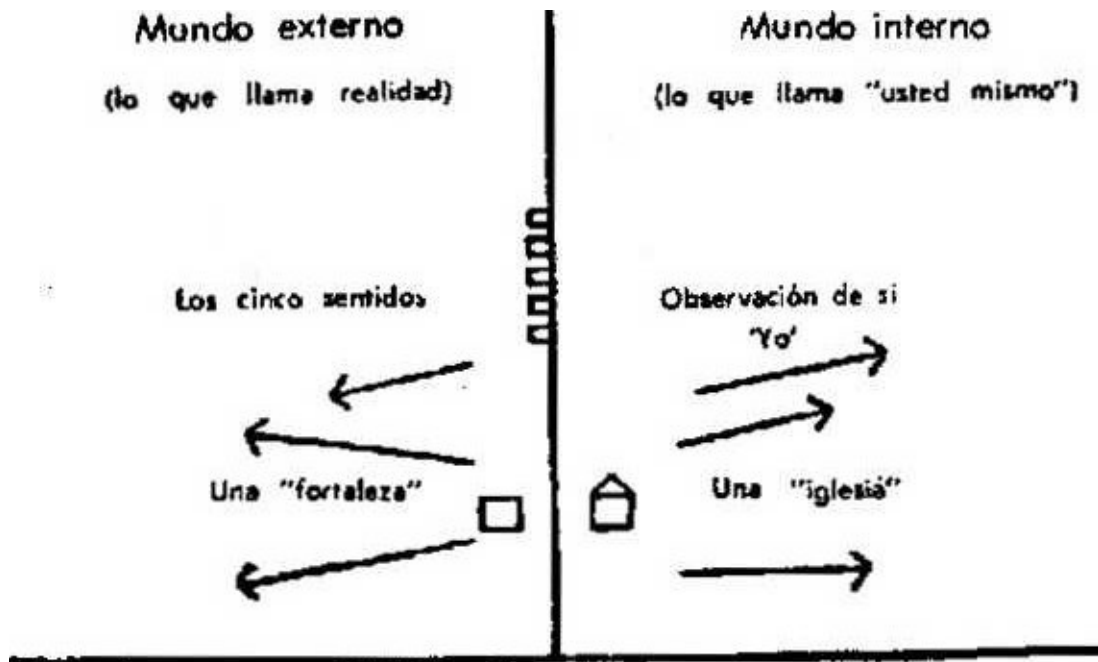 Mundo externo
(lo que llama realidad)
Los cinco sentidos
Una "fortaleza"
Mundo interno
(lo que llama "usted mismo")
Observación de si
'Yo'
Una "iglesia"